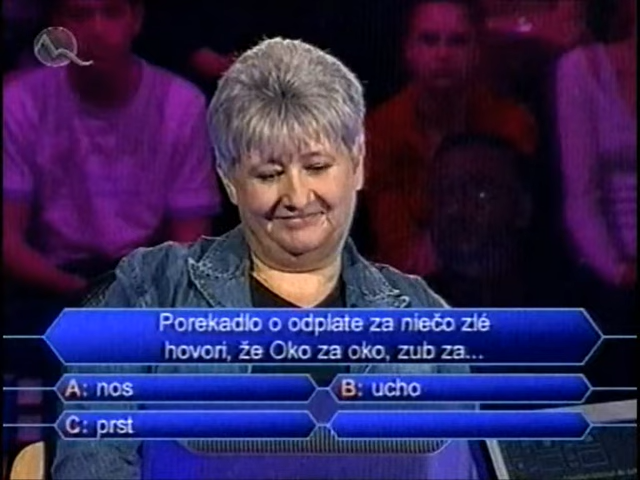 Porekadlo o odplate za niečo zlé
hovorí, že Oko za oko, zub za...
A: nos
B: ucho
C: prst